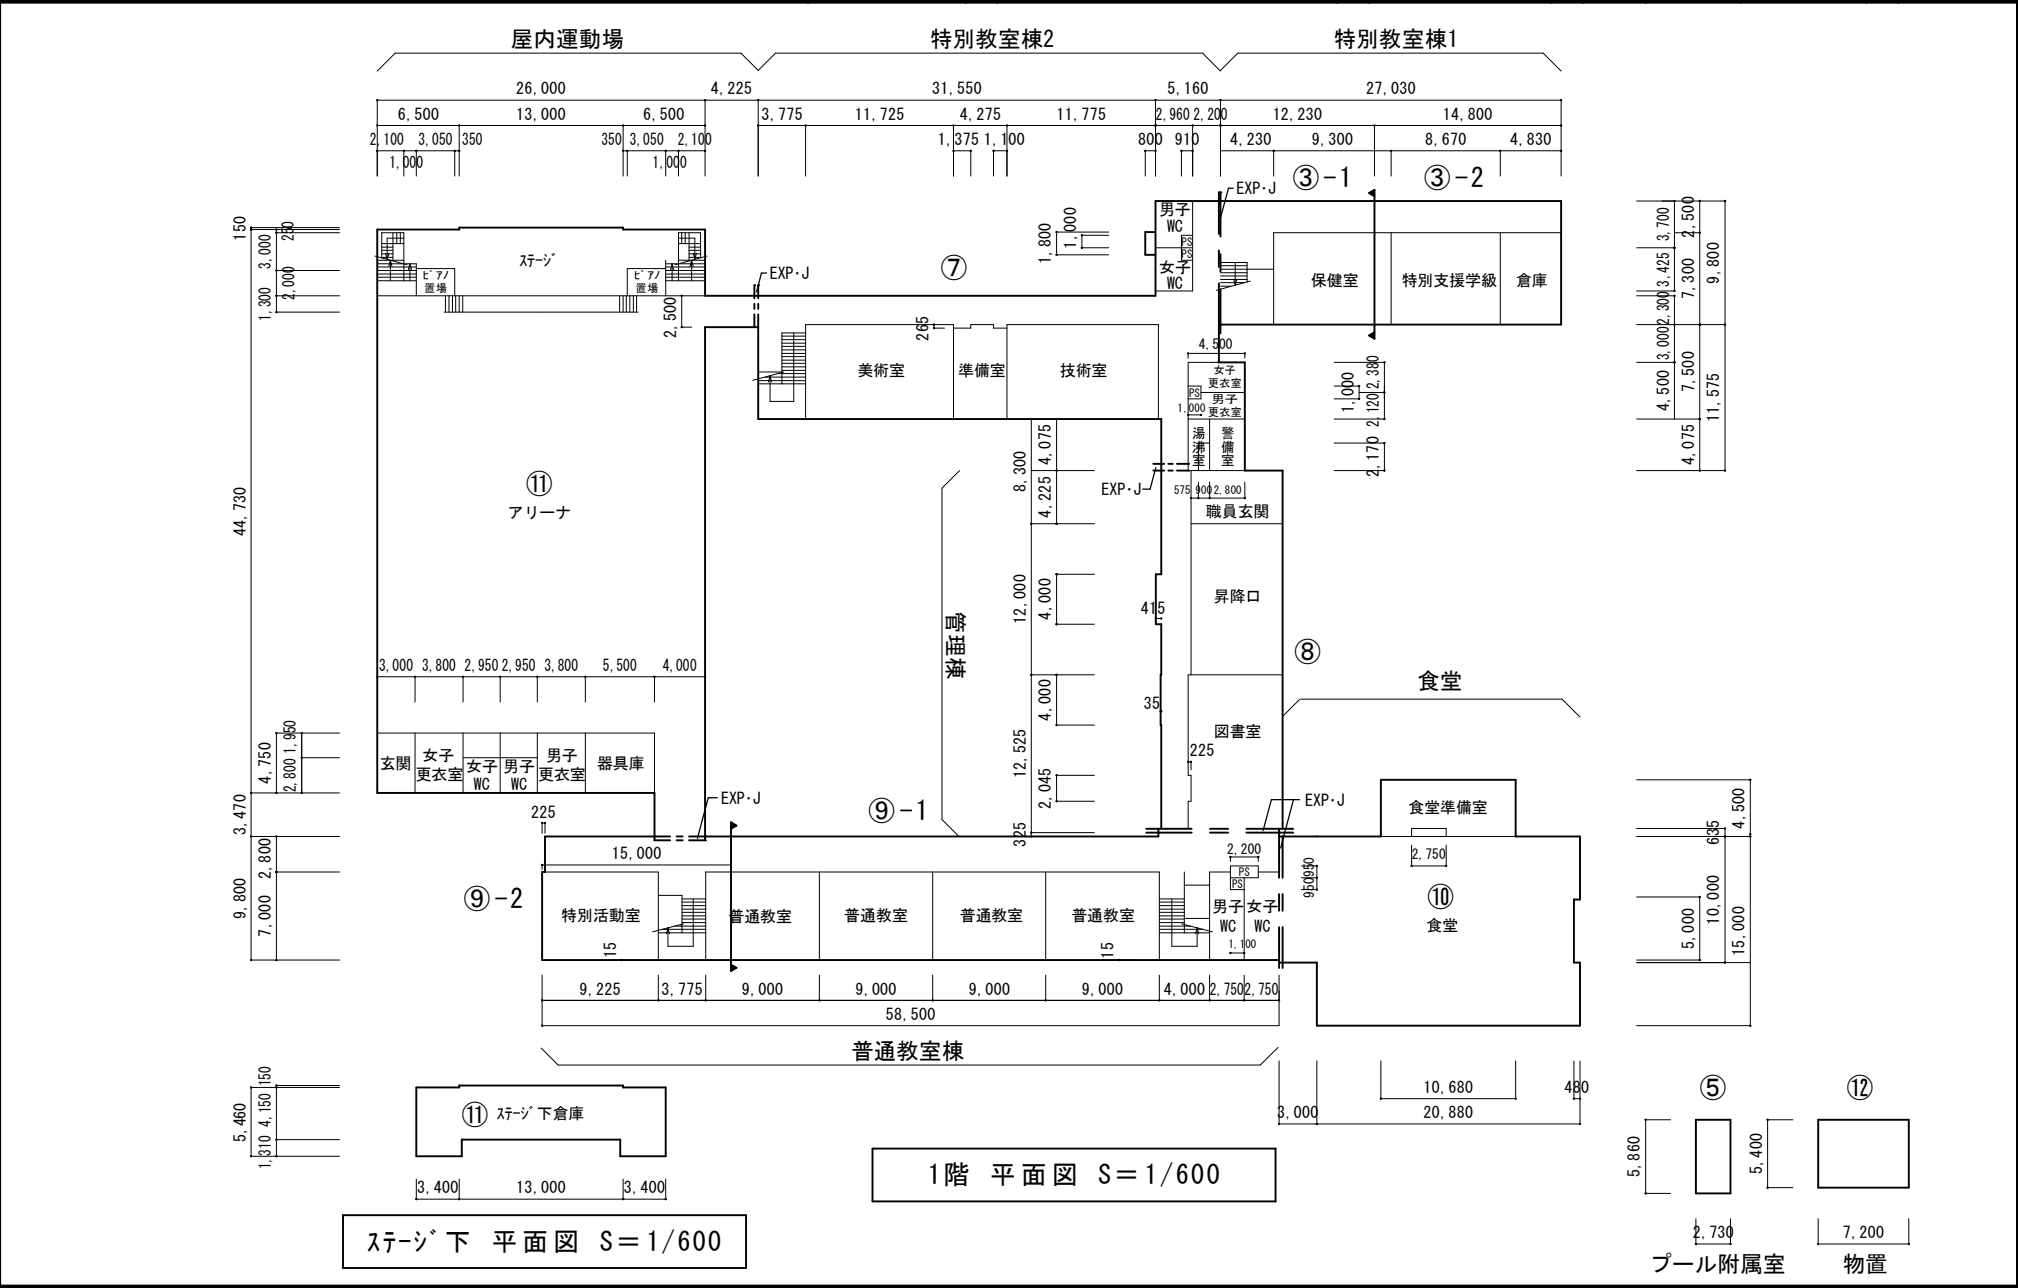 屋内運動場
特別教室棟2
特別教室棟1
26,000
4,225
31,550
5,160
27,030
6,500
13,000
6,500
3,775
11,725
4,275
11,775
2,960
2,200
12,230
14,800
2,100
3,050
350
350
3,050
2,100
1,375
1,100
800
910
4,230
9,300
8,670
4,830
1,000
1,000
③-1
③-2
EXP・J
150
3,000
250
2,000
1,300
ステージ
ピアノ
置場
ピアノ
置場
EXP・J
2,500
⑦
1,800
1,000
男子
WC
PS
PS
女子
WC
保健室
特別支援学級
倉庫
3,700
2,500
3,425
7,300
9,800
2,300
3,000
4,500
7,500
11,575
4,075
265
美術室
準備室
技術室
4,500
女子
更衣室
PS
男子
更衣室
1,000
湯沸室
警備室
1,000
2,380
2,120
2,170
44,730
⑪
アリーナ
8,300
4,075
4,225
EXP・J
575
900
2,800
職員玄関
管理棟
12,000
4,000
415
昇降口
⑧
食堂
3,000
3,800
2,950
2,950
3,800
5,500
4,000
4,000
35
12,525
図書室
225
2,045
325
4,750
1,950
2,800
玄関
女子
更衣室
女子
WC
男子
WC
男子
更衣室
器具庫
3,470
EXP・J
225
⑨-1
EXP・J
食堂準備室
2,750
4,500
635
10,000
5,000
15,000
9,800
2,800
7,000
15,000
⑨-2
2,200
PS
PS
950
950
⑩
食堂
特別活動室
普通教室
普通教室
普通教室
普通教室
男子
WC
女子
WC
1,100
15
15
9,225
3,775
9,000
9,000
9,000
9,000
4,000
2,750
2,750
58,500
普通教室棟
10,680
480
3,000
20,880
5,460
150
4,150
1,310
⑪ ステージ下倉庫
3,400
13,000
3,400
ステージ下 平面図 S=1/600
1階 平面図 S=1/600
⑤
5,860
2,730
プール附属室
⑫
5,400
7,200
物置